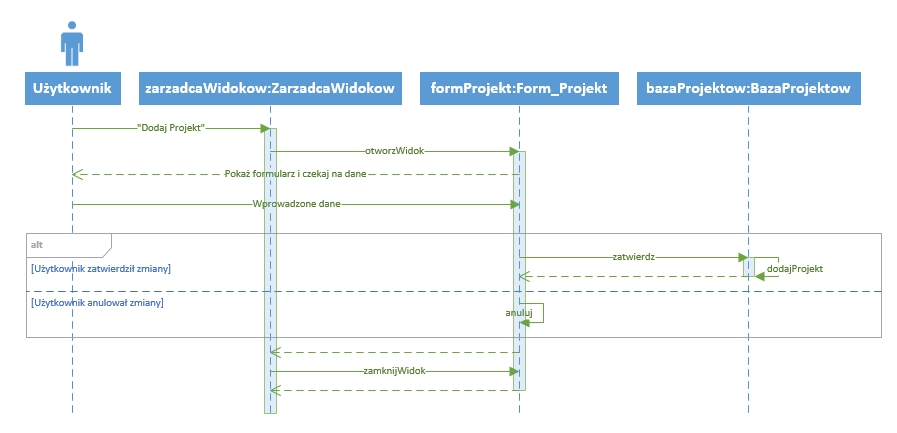 Użytkownik
zarzadcaWidokow:ZarzadcaWidokow
formProjekt:Form_Projekt
bazaProjektow:BazaProjektow
"Dodaj Projekt"
otworzWidok
Pokaż formularz i czekaj na dane
Wprowadzone dane
alt
zatwierdz
[Użytkownik zatwierdził zmiany]
dodajProjekt
[Użytkownik anulował zmiany]
anuluj
zamknijWidok